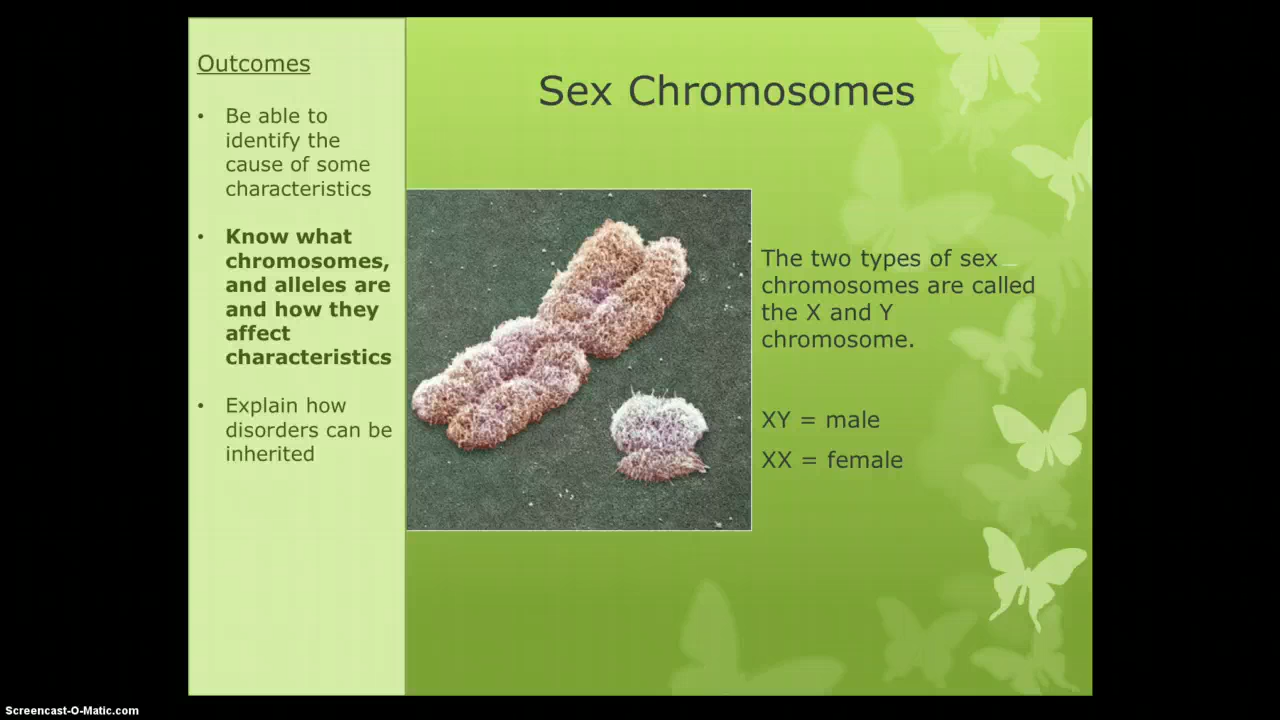 Outcomes
• Be able to
identify the
cause of some
characteristics
• Know what
chromosomes,
and alleles are
and how they
affect
characteristics
• Explain how
disorders can be
inherited
Sex Chromosomes
The two types of sex
chromosomes are called
the X and Y
chromosome.
XY = male
XX = female
Screencast-O-Matic.com